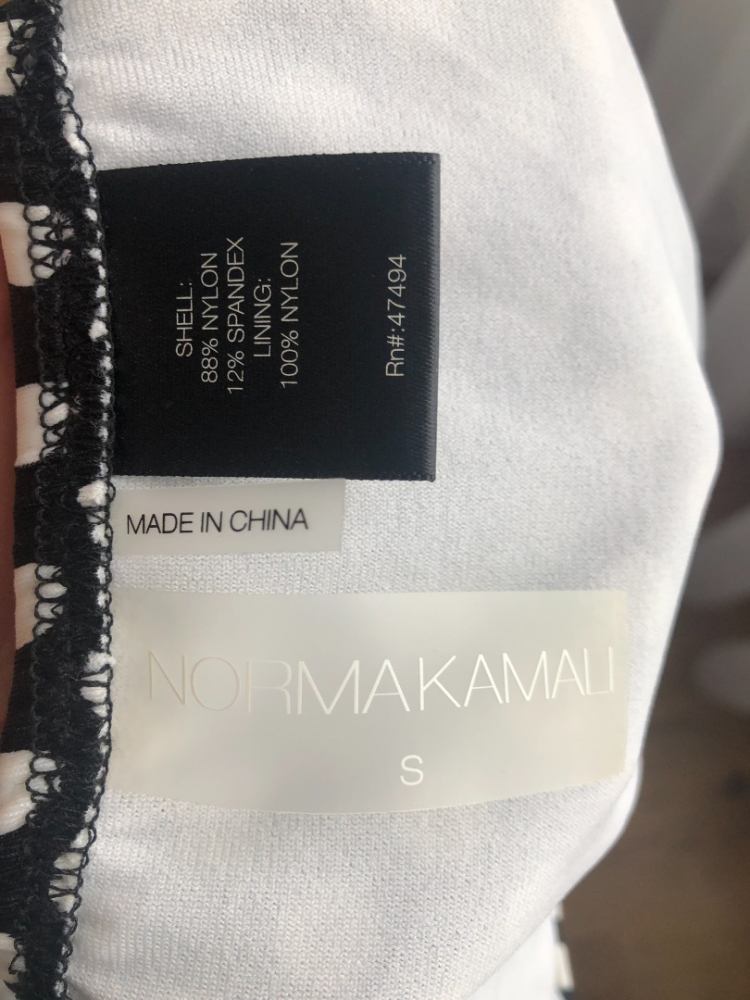 SHELL:
88% NYLON
12% SPANDEX
LINING:
100% NYLON
Rn#:47494
MADE IN CHINA
NORMAKAMALI
S